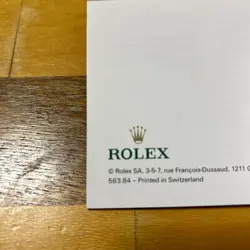 ROLEX
© Rolex SA, 3-5-7, rue François-Dussaud, 1211 G
563.84 – Printed in Switzerland